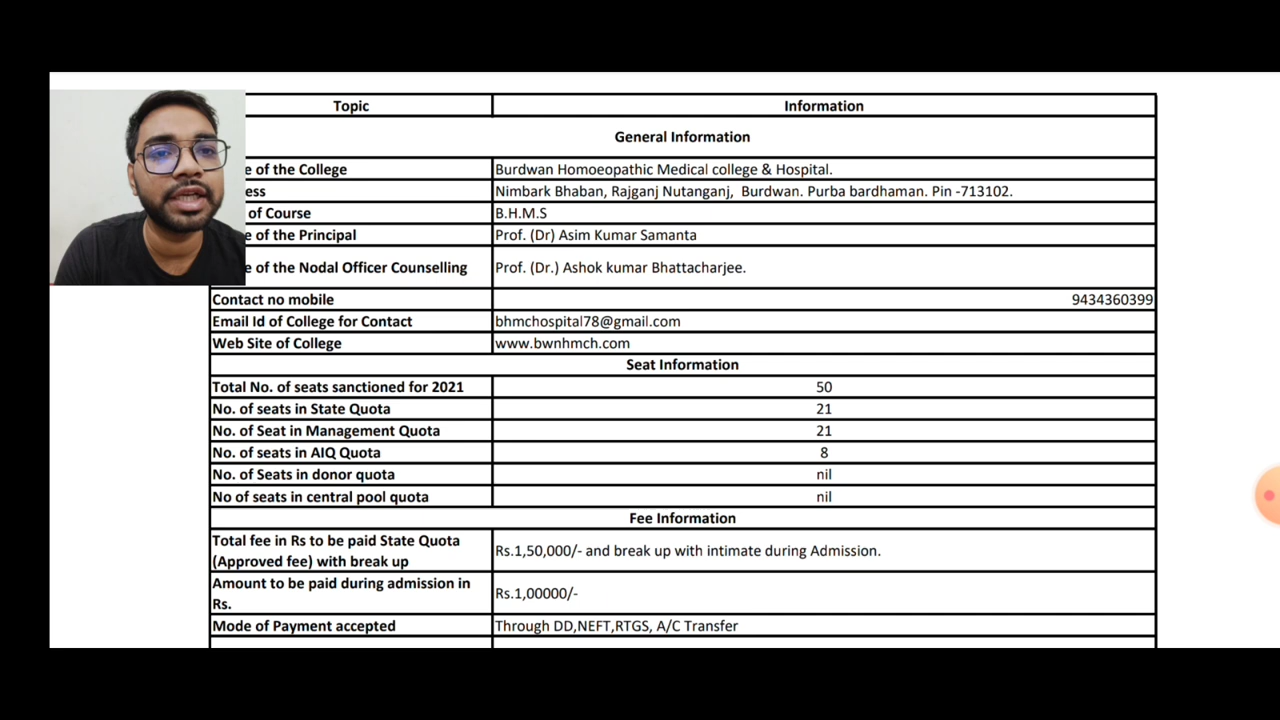 Topic Information
General Information
e of the College Burdwan Homoeopathic Medical college & Hospital.
ess Nimbark Bhaban, Rajganj Nutanganj, Burdwan. Purba bardhaman. Pin -713102.
of Course B.H.M.S
e of the Principal Prof. (Dr) Asim Kumar Samanta
e of the Nodal Officer Counselling Prof. (Dr.) Ashok kumar Bhattacharjee.
Contact no mobile 9434360399
Email Id of College for Contact bhmchospital78@gmail.com
Web Site of College www.bwnhmch.com
Seat Information
Total No. of seats sanctioned for 2021 50
No. of seats in State Quota 21
No. of Seat in Management Quota 21
No. of seats in AIQ Quota 8
No. of Seats in donor quota nil
No of seats in central pool quota nil
Fee Information
Total fee in Rs to be paid State Quota
(Approved fee) with break up Rs.1,50,000/- and break up with intimate during Admission.
Amount to be paid during admission in
Rs. Rs.1,00000/-
Mode of Payment accepted Through DD,NEFT,RTGS, A/C Transfer